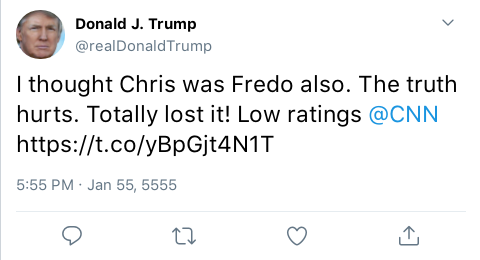 Donald J. Trump
@realDonaldTrump
I thought Chris was Fredo also. The truth
hurts. Totally lost it! Low ratings @CNN
https://t.co/yBpGjt4N1T
5:55 PM · Jan 55, 5555